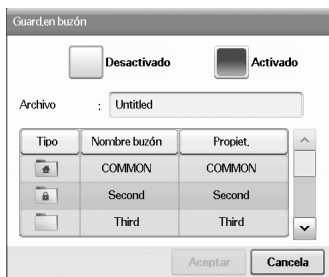 Guard.en buzón
Desactivado Activado
Archivo : Untitled
Tipo Nombre buzón Propiet.
COMMON COMMON
Second Second
Third Third
Aceptar Cancela